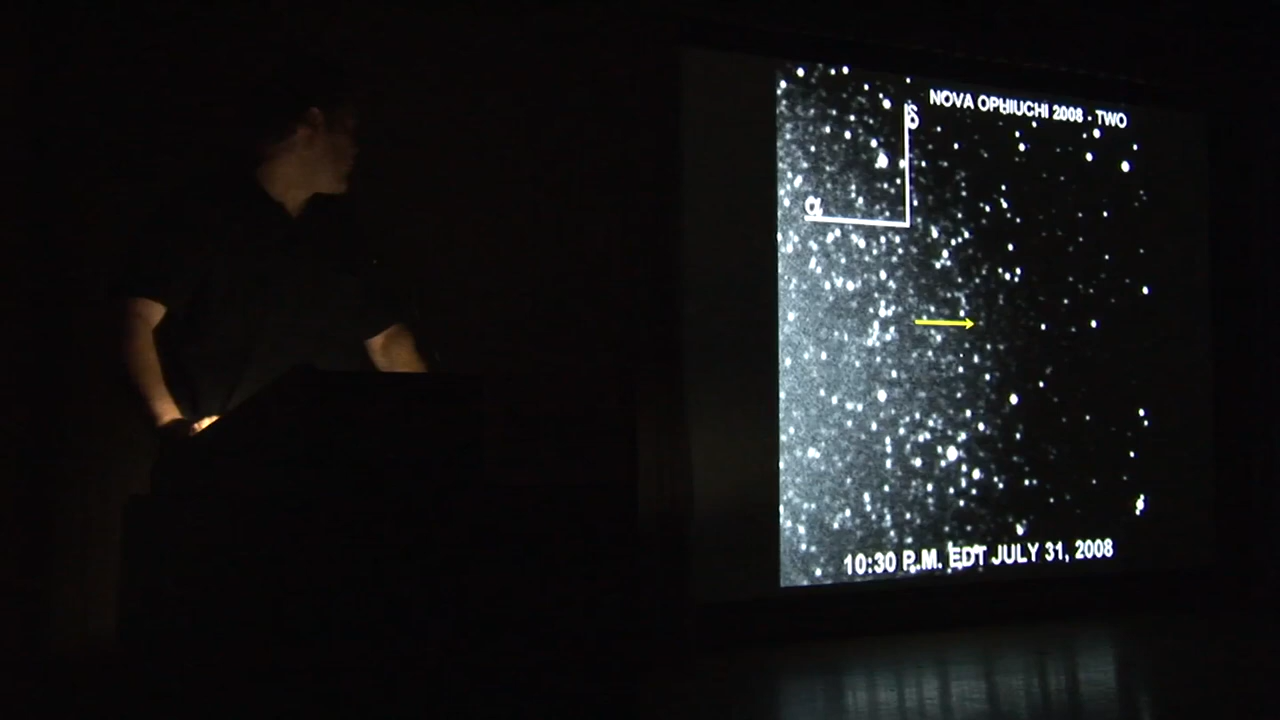 NOVA OPHIUCHI 2008 - TWO
δ
α
10:30 P.M. EDT JULY 31, 2008